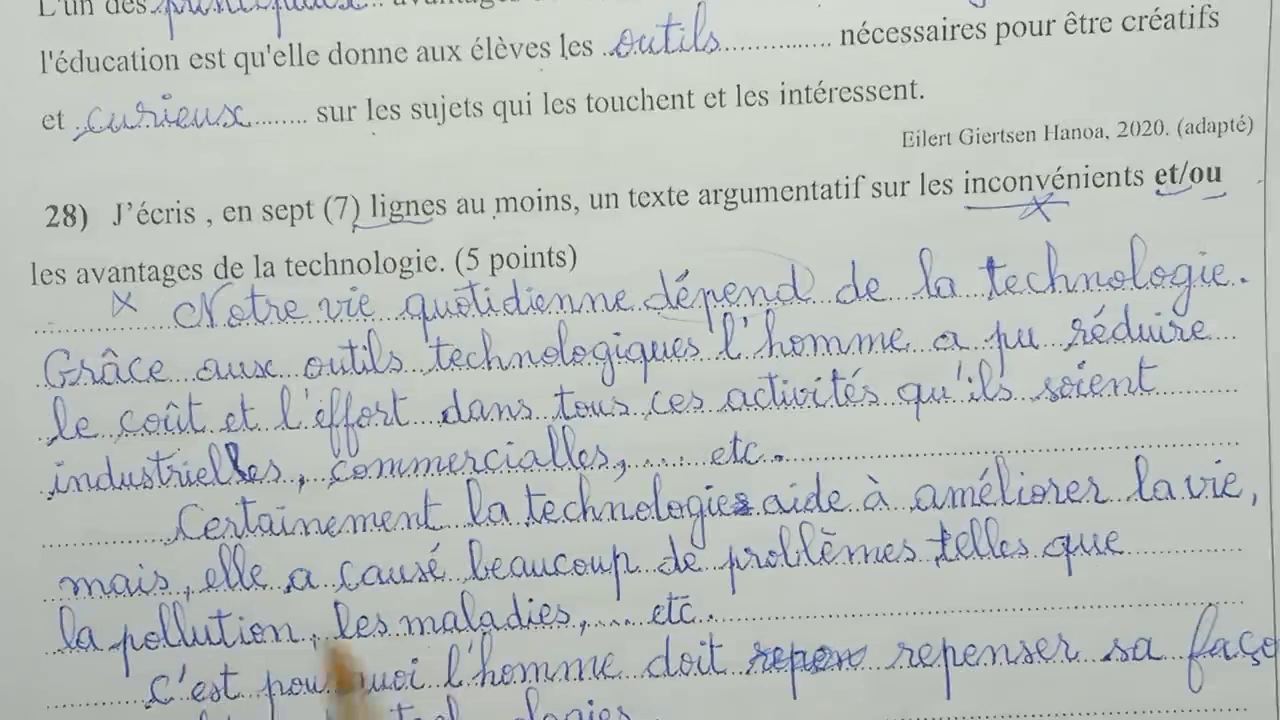 L'un des principaux
l'éducation est qu'elle donne aux élèves les outils nécessaires pour être créatifs
et curieux sur les sujets qui les touchent et les intéressent.
Eilert Giertsen Hanoa, 2020. (adapté)
28) J'écris , en sept (7) lignes au moins, un texte argumentatif sur les inconvénients et/ou
les avantages de la technologie. (5 points)
Notre vie quotidienne dépend de la technologie.
Grâce aux outils technologiques l'homme a pu réduire
le coût et l'effort dans tous ces activités qu'ils soient
industrielles, commercialles, .... etc.
Certainement la technologie aide à améliorer la vie,
mais, elle a causé beaucoup de problèmes telles que
la pollution, les maladies, .... etc.
c'est pourquoi l'homme doit repenser sa faço